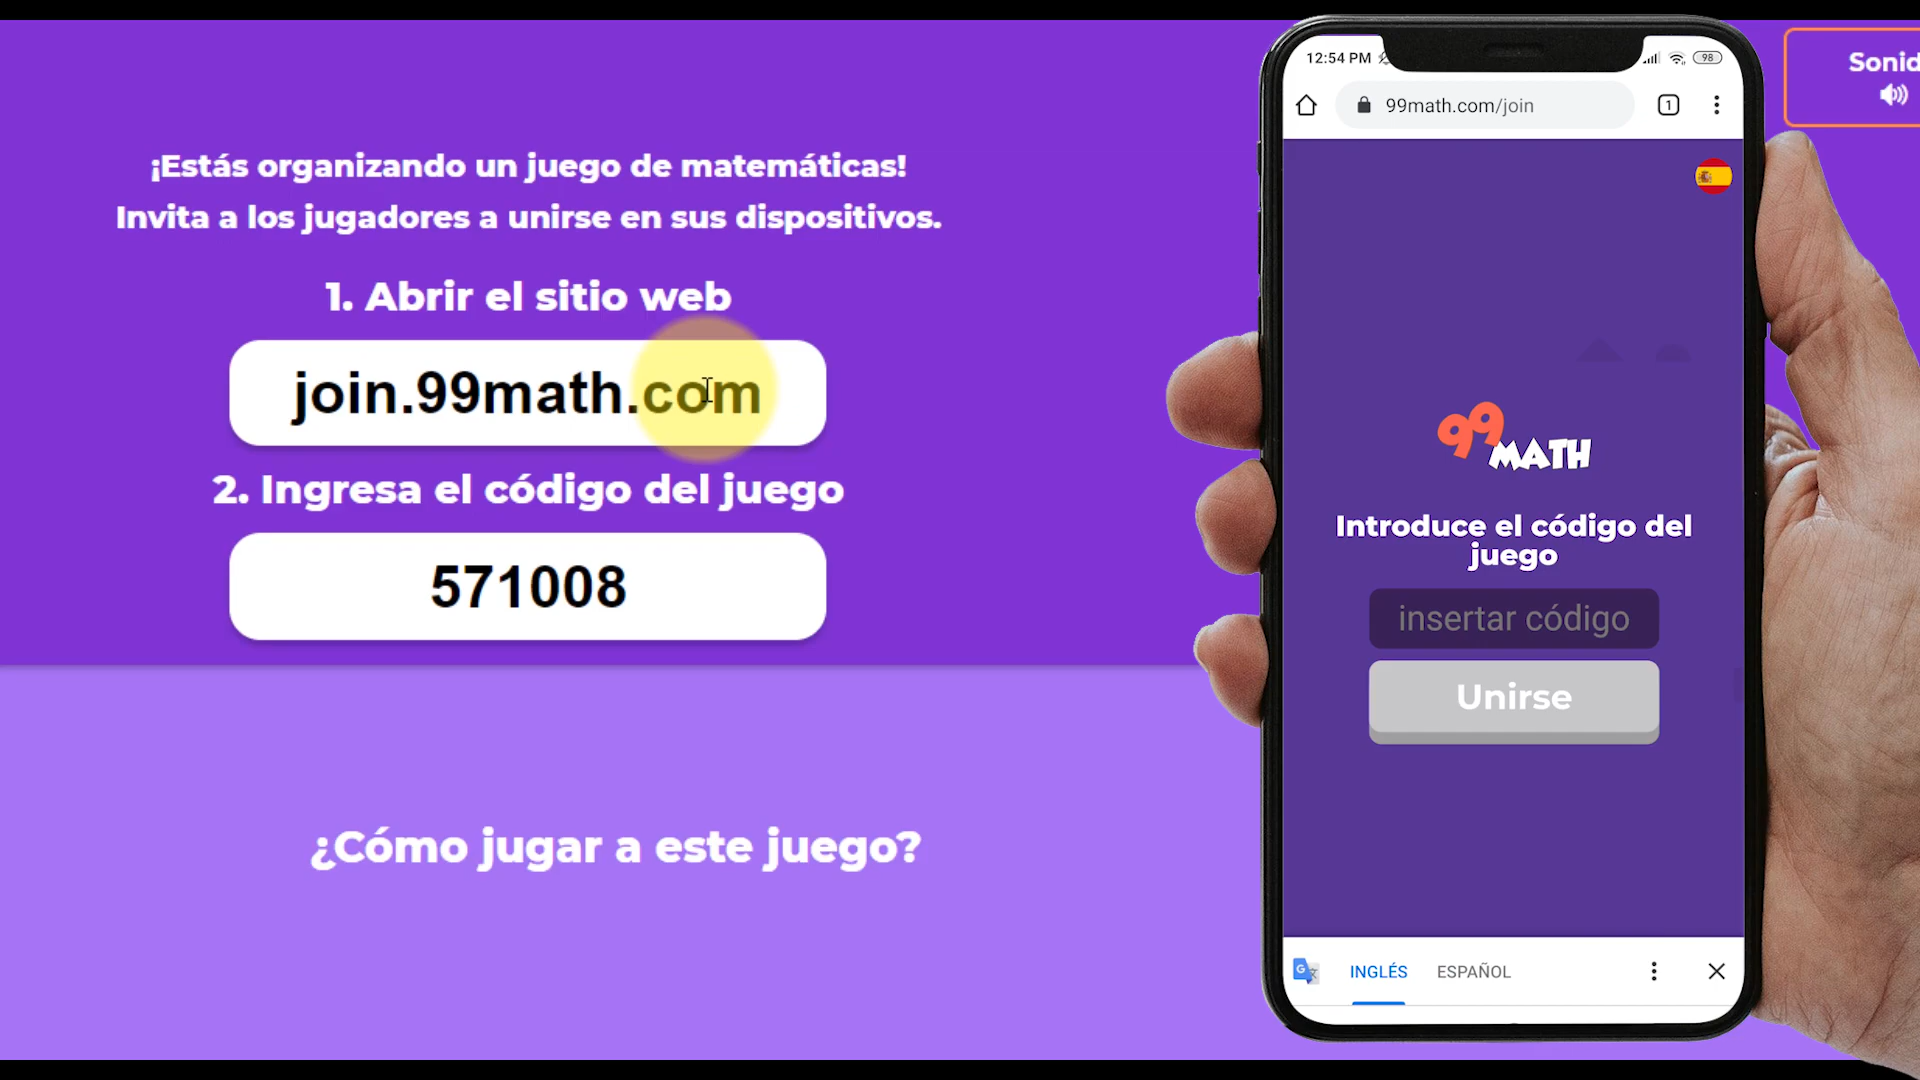 ¡Estás organizando un juego de matemáticas!
Invita a los jugadores a unirse en sus dispositivos.
1. Abrir el sitio web
join.99math.com
2. Ingresa el código del juego
571008
¿Cómo jugar a este juego?
Sonid
12:54 PM
98
99math.com/join
1
99
MATH
Introduce el código del
juego
insertar código
Unirse
INGLÉS ESPAÑOL